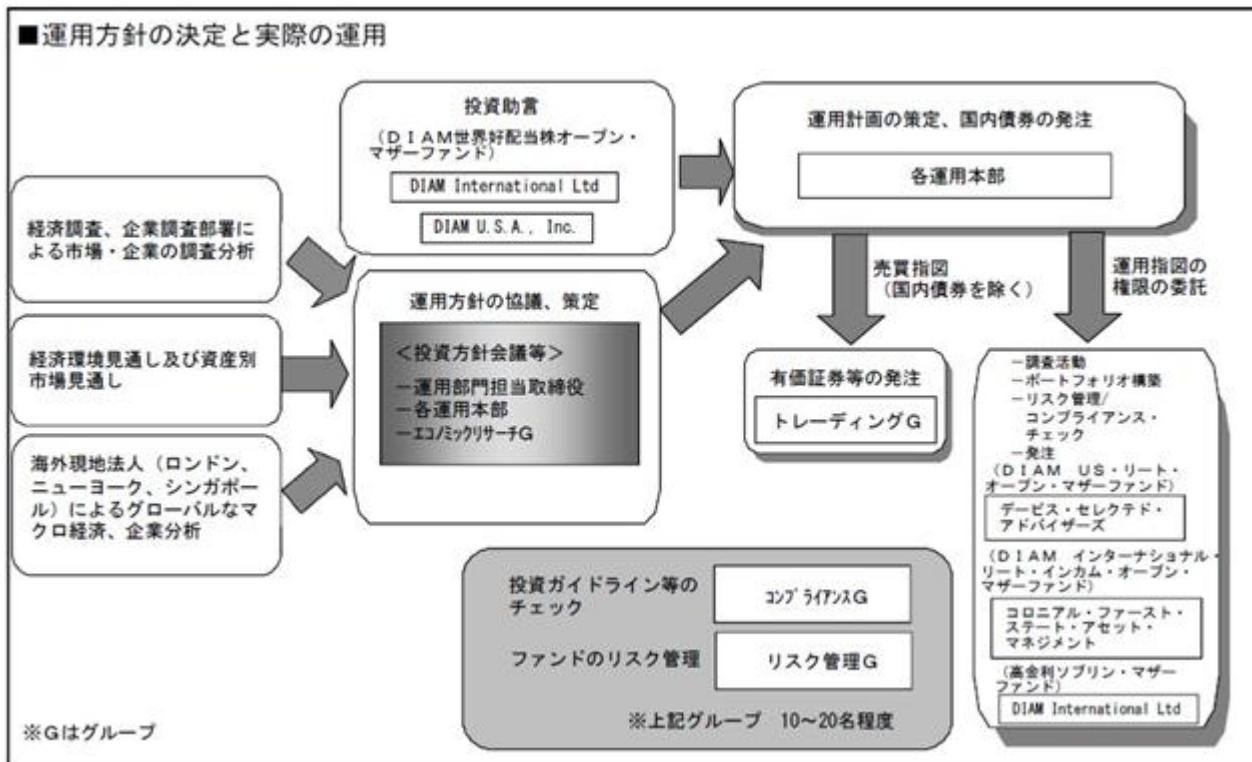 ■運用方針の決定と実際の運用
投資助言
（ＤＩＡＭ世界好配当株オープン・
マザーファンド）
DIAM International Ltd
DIAM U.S.A., Inc.
運用計画の策定、国内債券の発注
各運用本部
経済調査、企業調査部署に
よる市場・企業の調査分析
経済環境見通し及び資産別
市場見通し
海外現地法人（ロンドン、
ニューヨーク、シンガポー
ル）によるグローバルなマ
クロ経済、企業分析
運用方針の協議、策定
＜投資方針会議等＞
－運用部門担当取締役
－各運用本部
－ｴｺﾉﾐｯｸﾘｻｰﾁG
売買指図
（国内債券を除く）
運用指図の
権限の委託
有価証券等の発注
トレーディングＧ
－調査活動
－ポートフォリオ構築
－リスク管理/
コンプライアンス・
チェック
－発注
（ＤＩＡＭ　ＵＳ・リート・
オープン・マザーファンド）
デービス・セレクテド・
アドバイザーズ
（ＤＩＡＭ　インターナショナル・
リート・インカム・オープン・
マザーファンド）
コロニアル・ファースト・
ステート・アセット・
マネジメント
（高金利ソブリン・マザー
ファンド）
DIAM International Ltd
投資ガイドライン等の
チェック
ｺﾝﾌﾟﾗｲｱﾝｽG
ファンドのリスク管理
リスク管理Ｇ
※上記グループ　10～20名程度
※Ｇはグループ